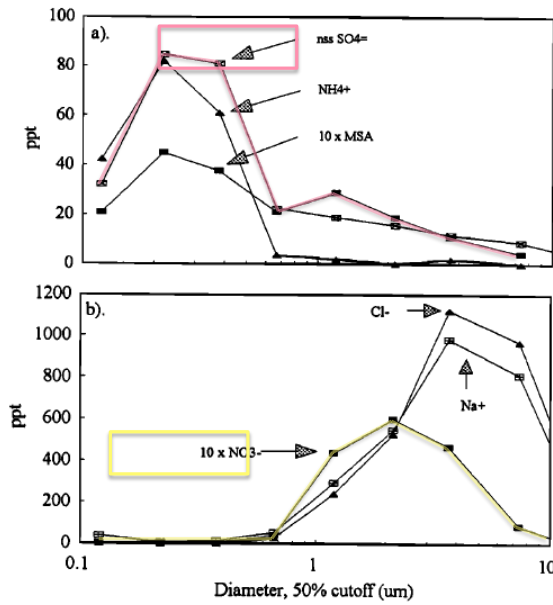 a).
nss SO4=
NH4+
10 x MSA
ppt
100
80
60
40
20
0
b).
Cl-
Na+
10 x NO3-
ppt
1200
1000
800
600
400
200
0
0.1
1
10
Diameter, 50% cutoff (um)